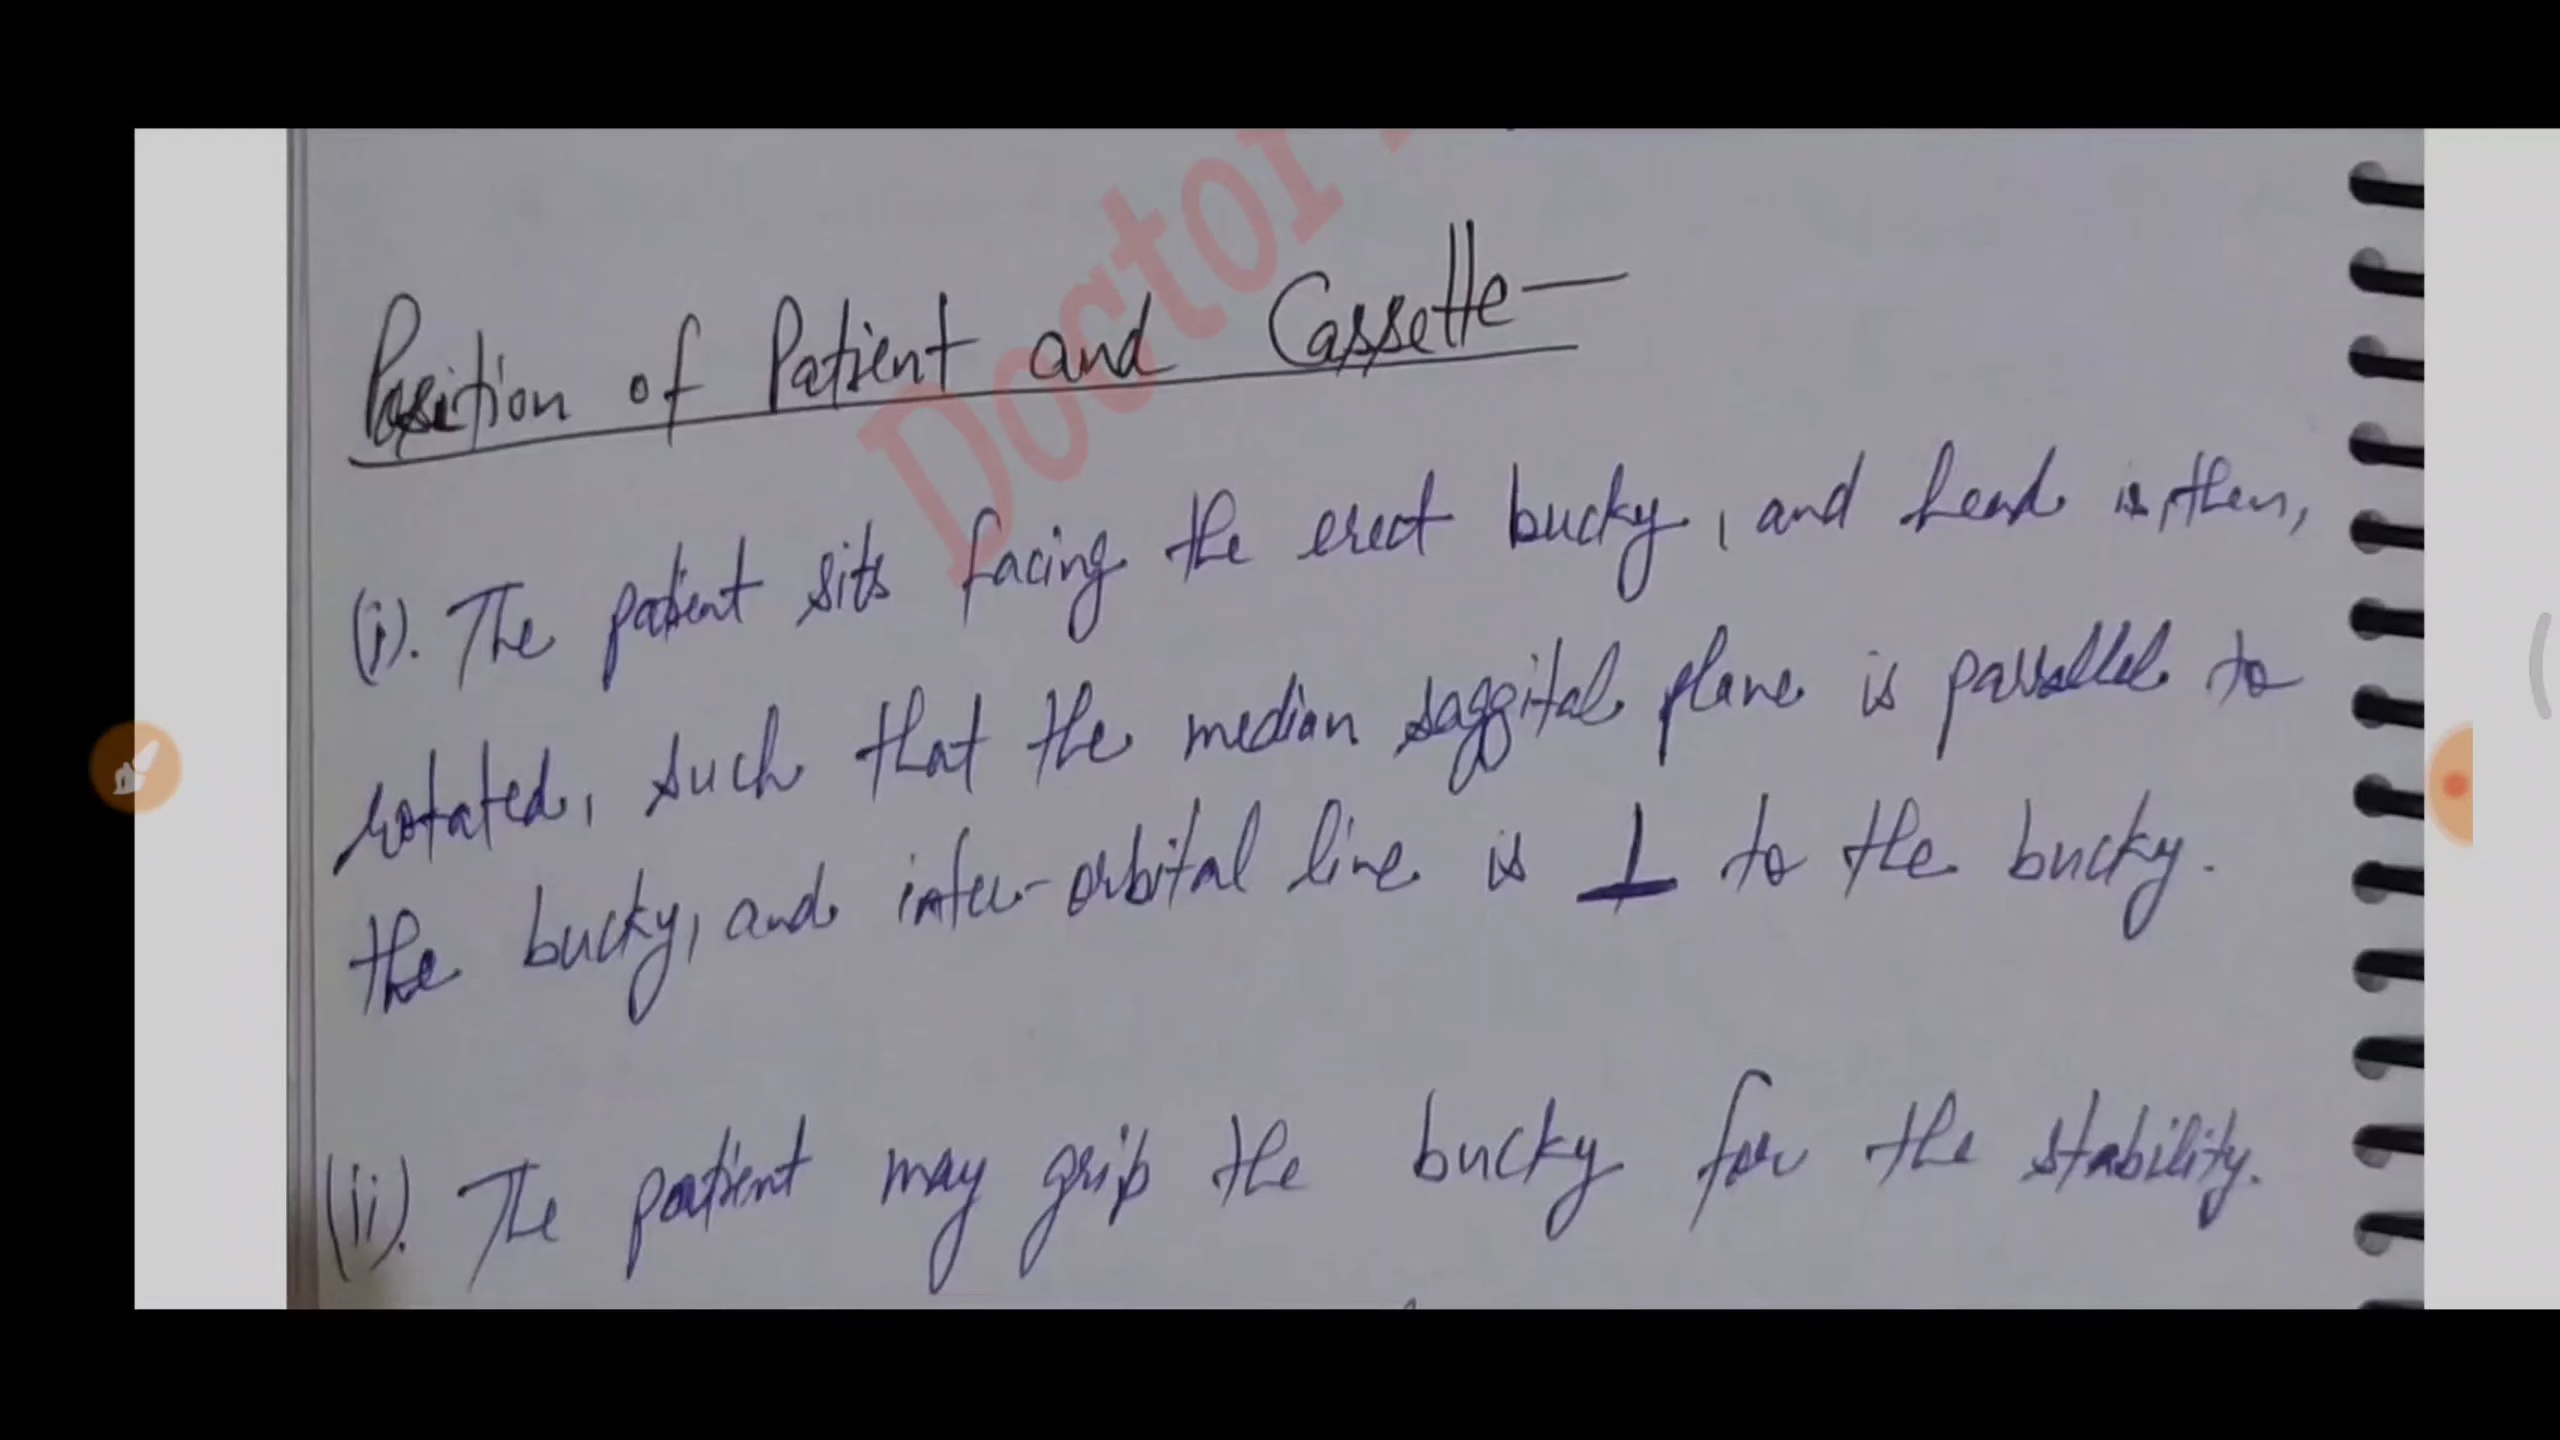 Doctor
Position of Patient and Cassette—
(i). The patient sits facing the erect bucky, and head is, then,
rotated, such that the median saggital plane is parallel to
the bucky, and inter-orbital line is ⊥ to the bucky.
(ii). The patient may grip the bucky for the stability.